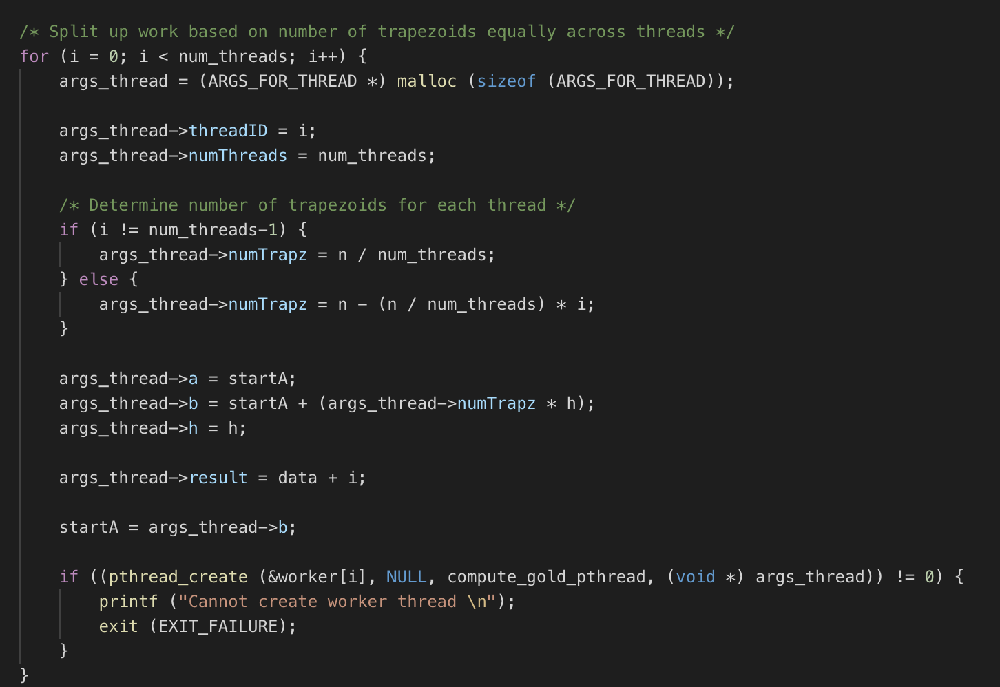 /* Split up work based on number of trapezoids equally across threads */
for (i = 0; i < num_threads; i++) {
    args_thread = (ARGS_FOR_THREAD *) malloc (sizeof (ARGS_FOR_THREAD));

    args_thread->threadID = i;
    args_thread->numThreads = num_threads;

    /* Determine number of trapezoids for each thread */
    if (i != num_threads-1) {
        args_thread->numTrapz = n / num_threads;
    } else {
        args_thread->numTrapz = n - (n / num_threads) * i;
    }

    args_thread->a = startA;
    args_thread->b = startA + (args_thread->numTrapz * h);
    args_thread->h = h;

    args_thread->result = data + i;

    startA = args_thread->b;

    if ((pthread_create (&worker[i], NULL, compute_gold_pthread, (void *) args_thread)) != 0) {
        printf ("Cannot create worker thread \n");
        exit (EXIT_FAILURE);
    }
}